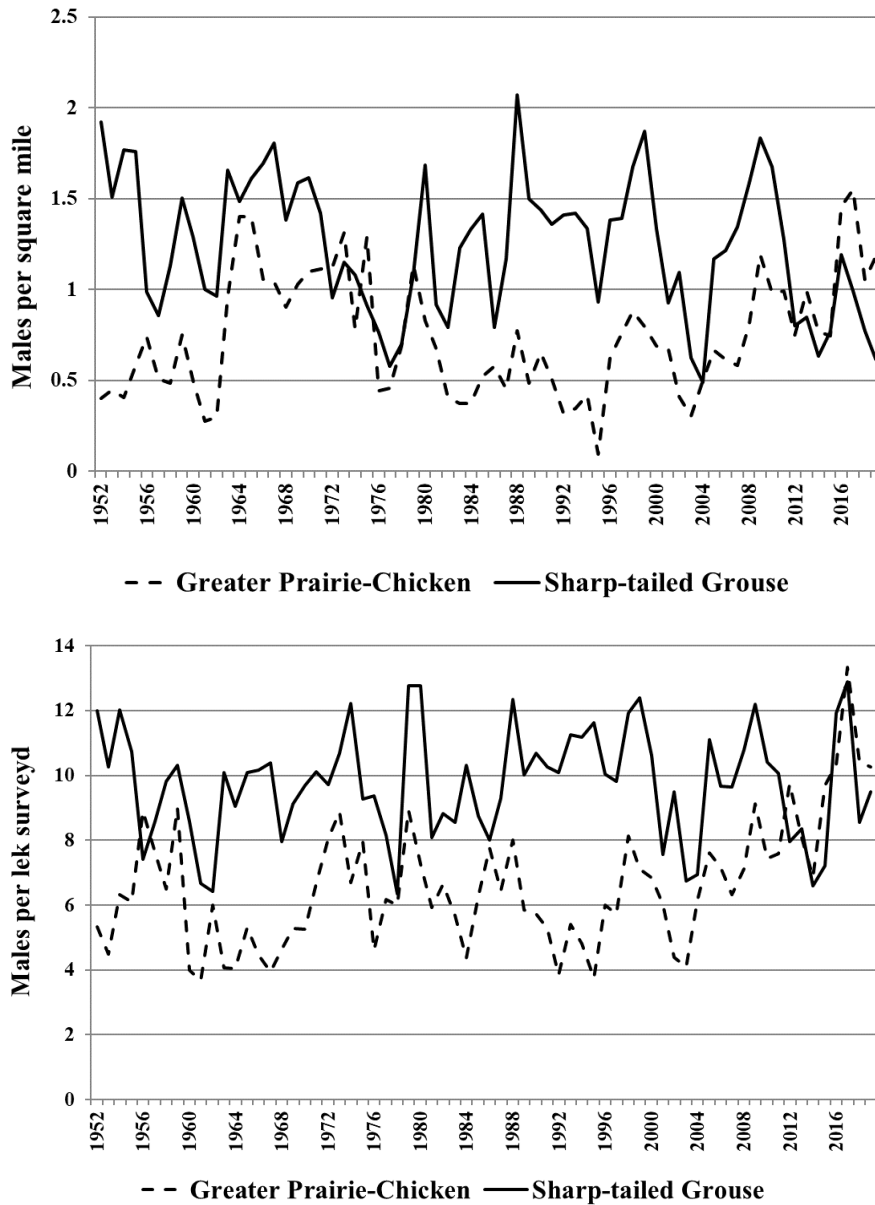 2.5
2
1.5
1
0.5
0
Males per square mile
1952 1956 1960 1964 1968 1972 1976 1980 1984 1988 1992 1996 2000 2004 2008 2012 2016
Greater Prairie-Chicken Sharp-tailed Grouse
14
12
10
8
6
4
2
0
Males per lek surveyd
1952 1956 1960 1964 1968 1972 1976 1980 1984 1988 1992 1996 2000 2004 2008 2012 2016
Greater Prairie-Chicken Sharp-tailed Grouse